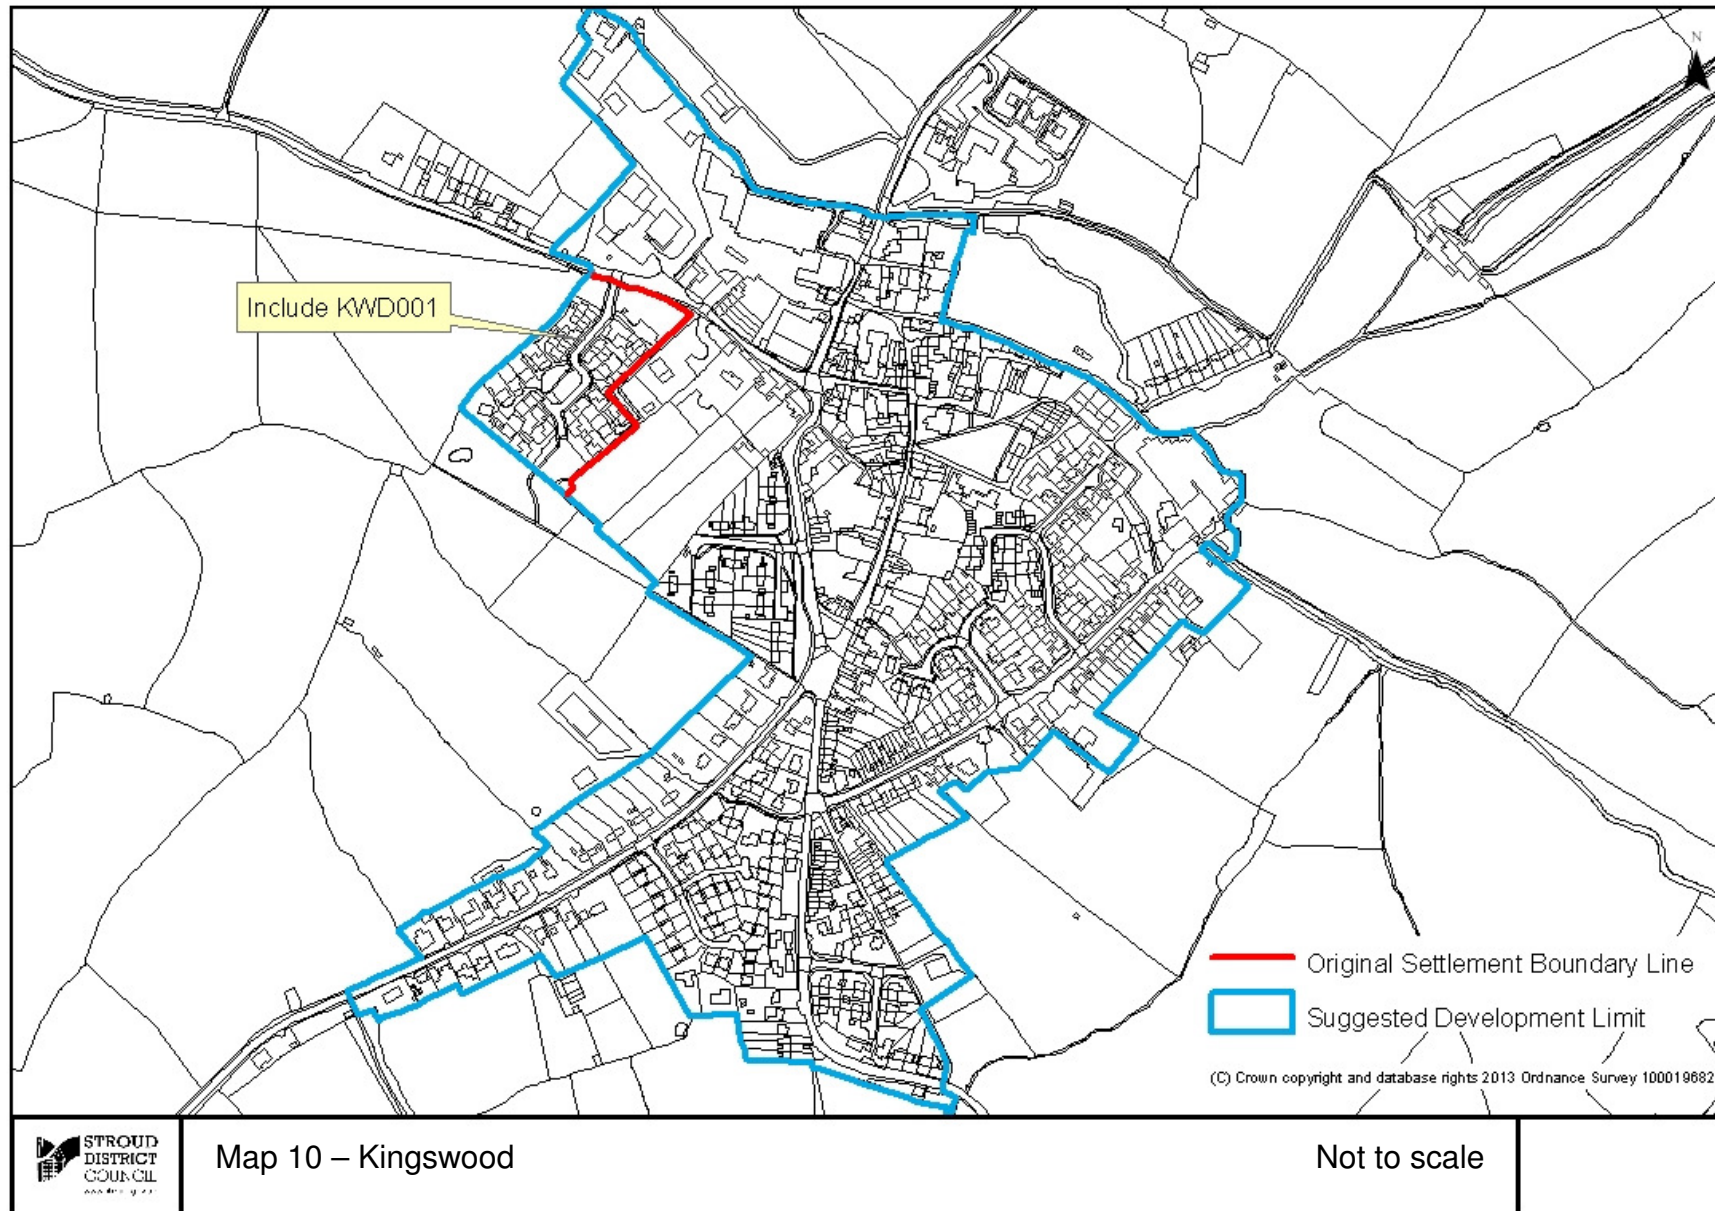 N
Include KWD001
Original Settlement Boundary Line
Suggested Development Limit
(C) Crown copyright and database rights 2013 Ordnance Survey 100019682
STROUD
DISTRICT
COUNCIL
Map 10 – Kingswood
Not to scale